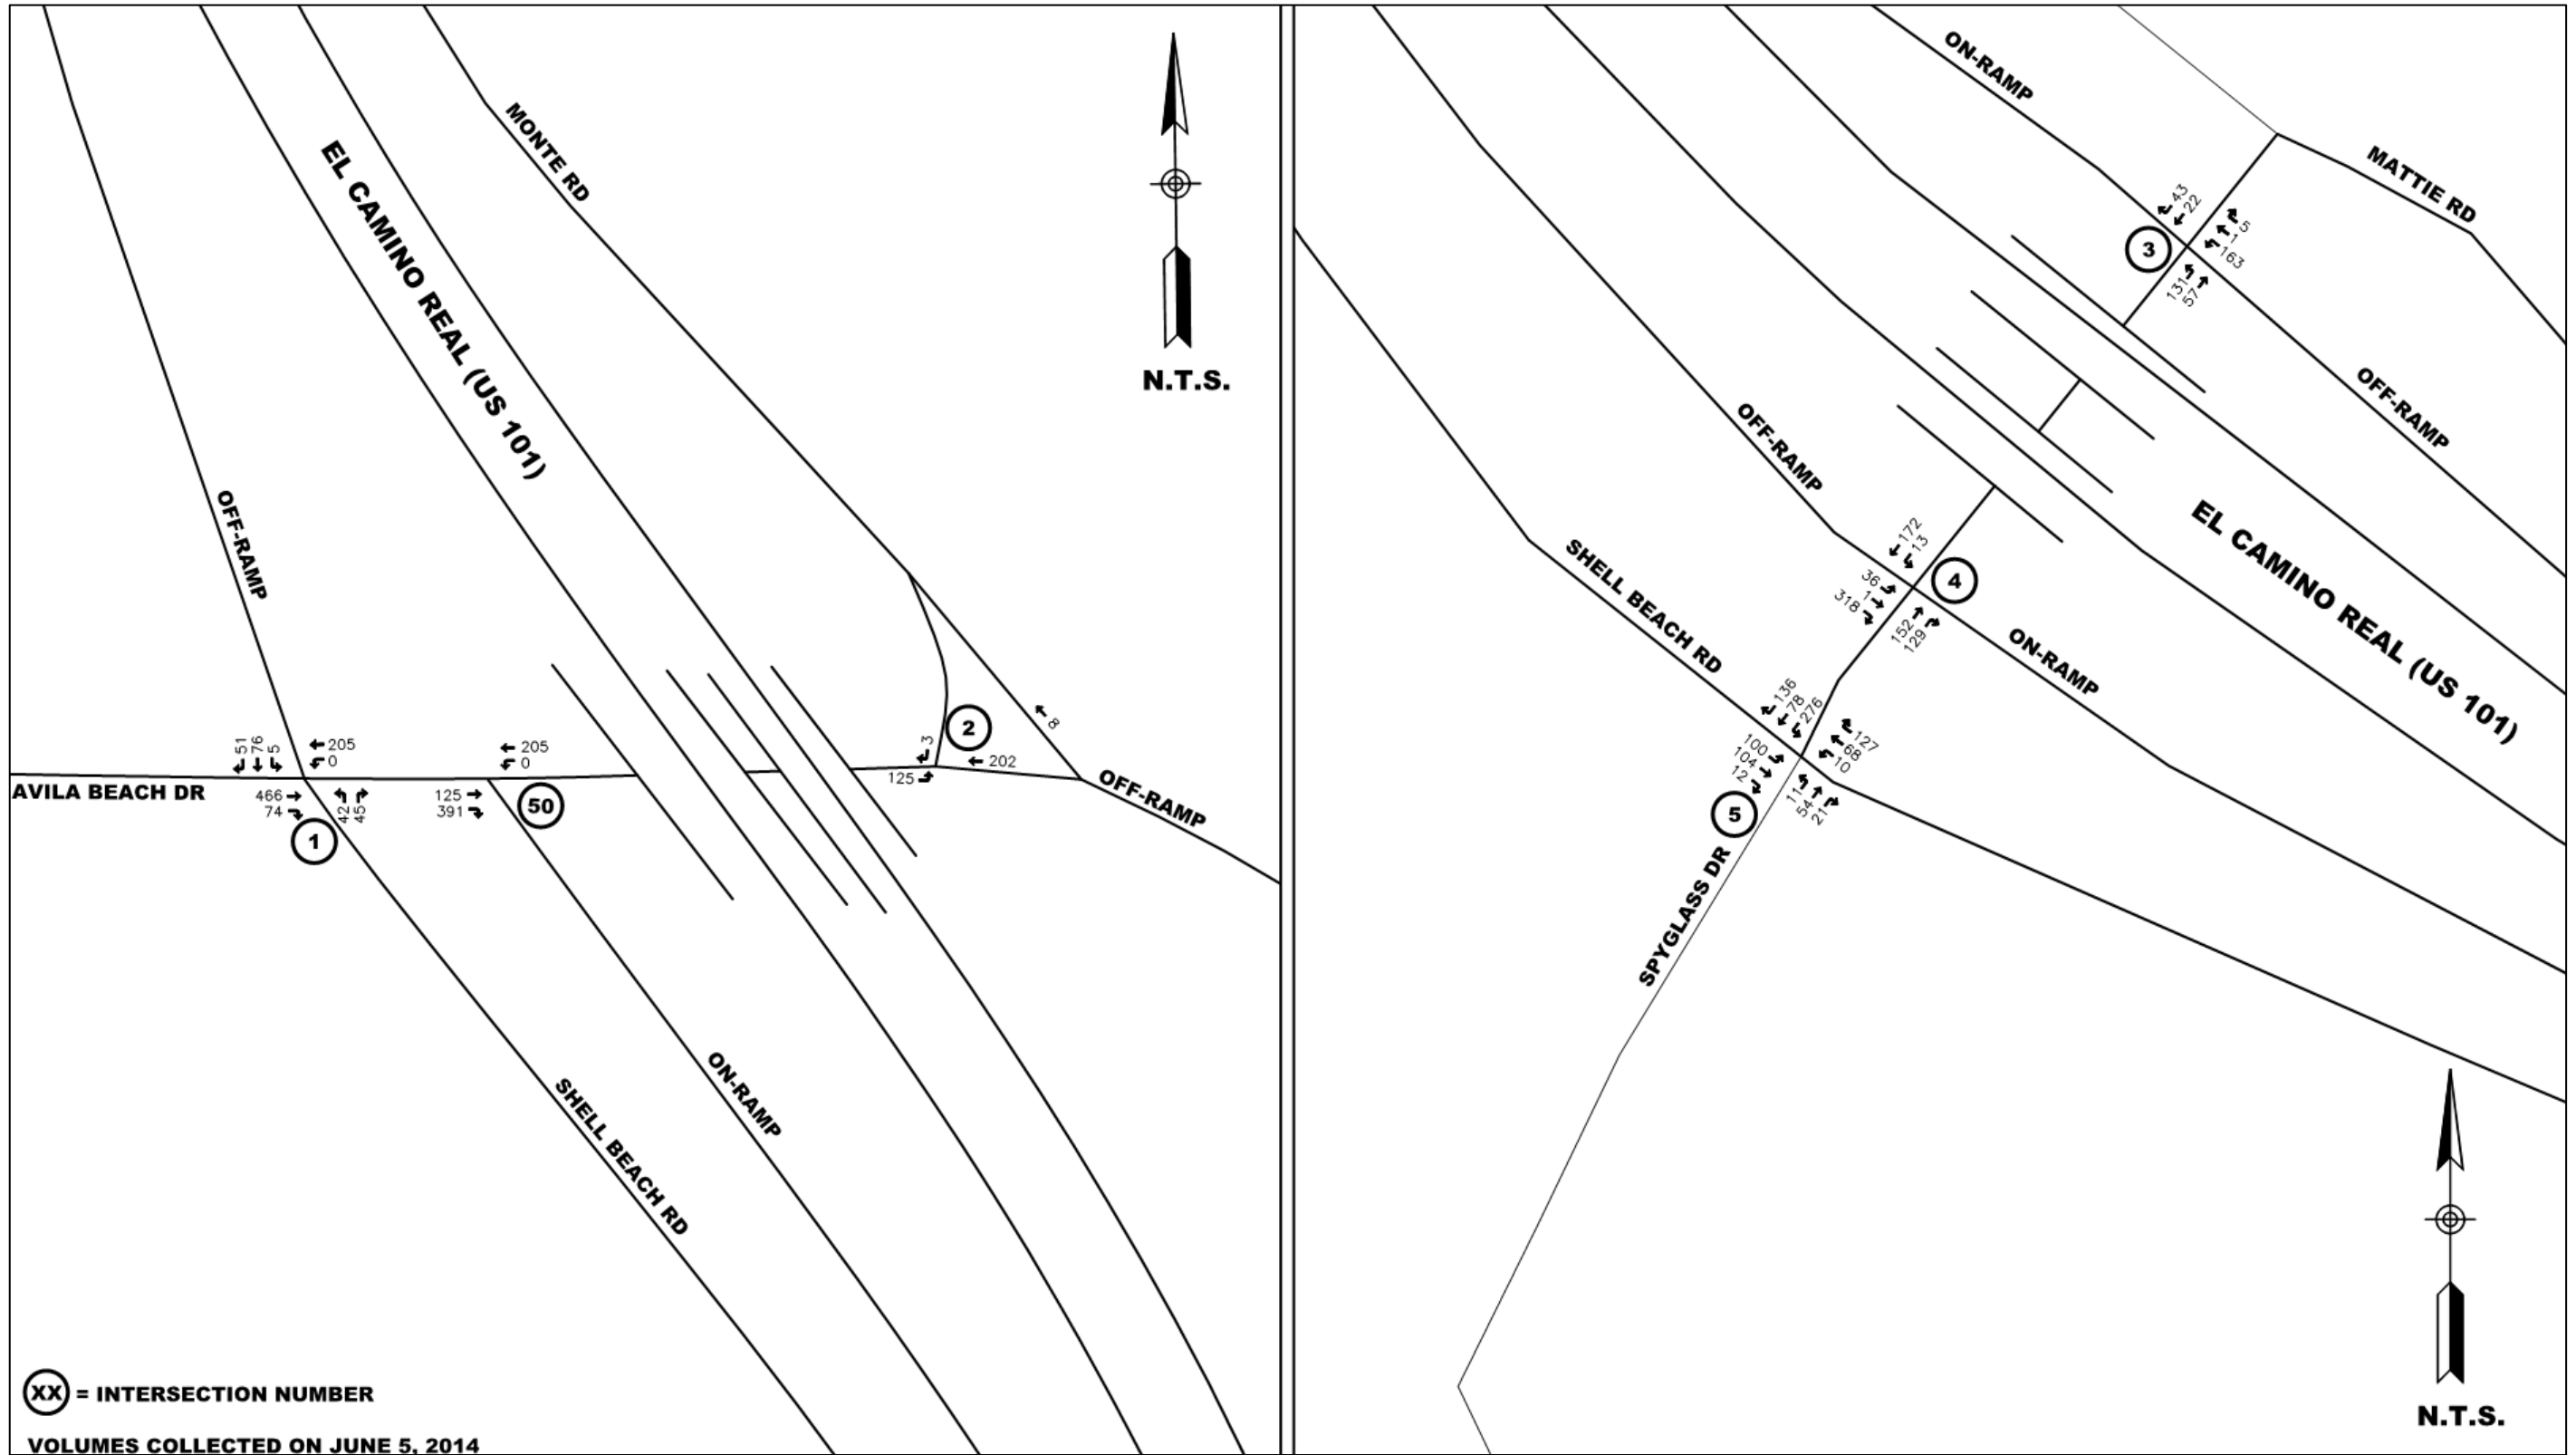 MONTE RD
EL CAMINO REAL (US 101)
N.T.S.
OFF-RAMP
51
76
5
205
0
205
0
3
2
8
202
125
OFF-RAMP
AVILA BEACH DR
466
74
42
45
125
391
50
1
ON-RAMP
SHELL BEACH RD
XX = INTERSECTION NUMBER
VOLUMES COLLECTED ON JUNE 5, 2014
ON-RAMP
MATTIE RD
43
22
5
1
163
3
131
57
OFF-RAMP
OFF-RAMP
EL CAMINO REAL (US 101)
172
13
36
1
318
4
152
129
SHELL BEACH RD
ON-RAMP
136
78
276
127
68
10
100
104
12
11
54
21
5
SPYGLASS DR
N.T.S.